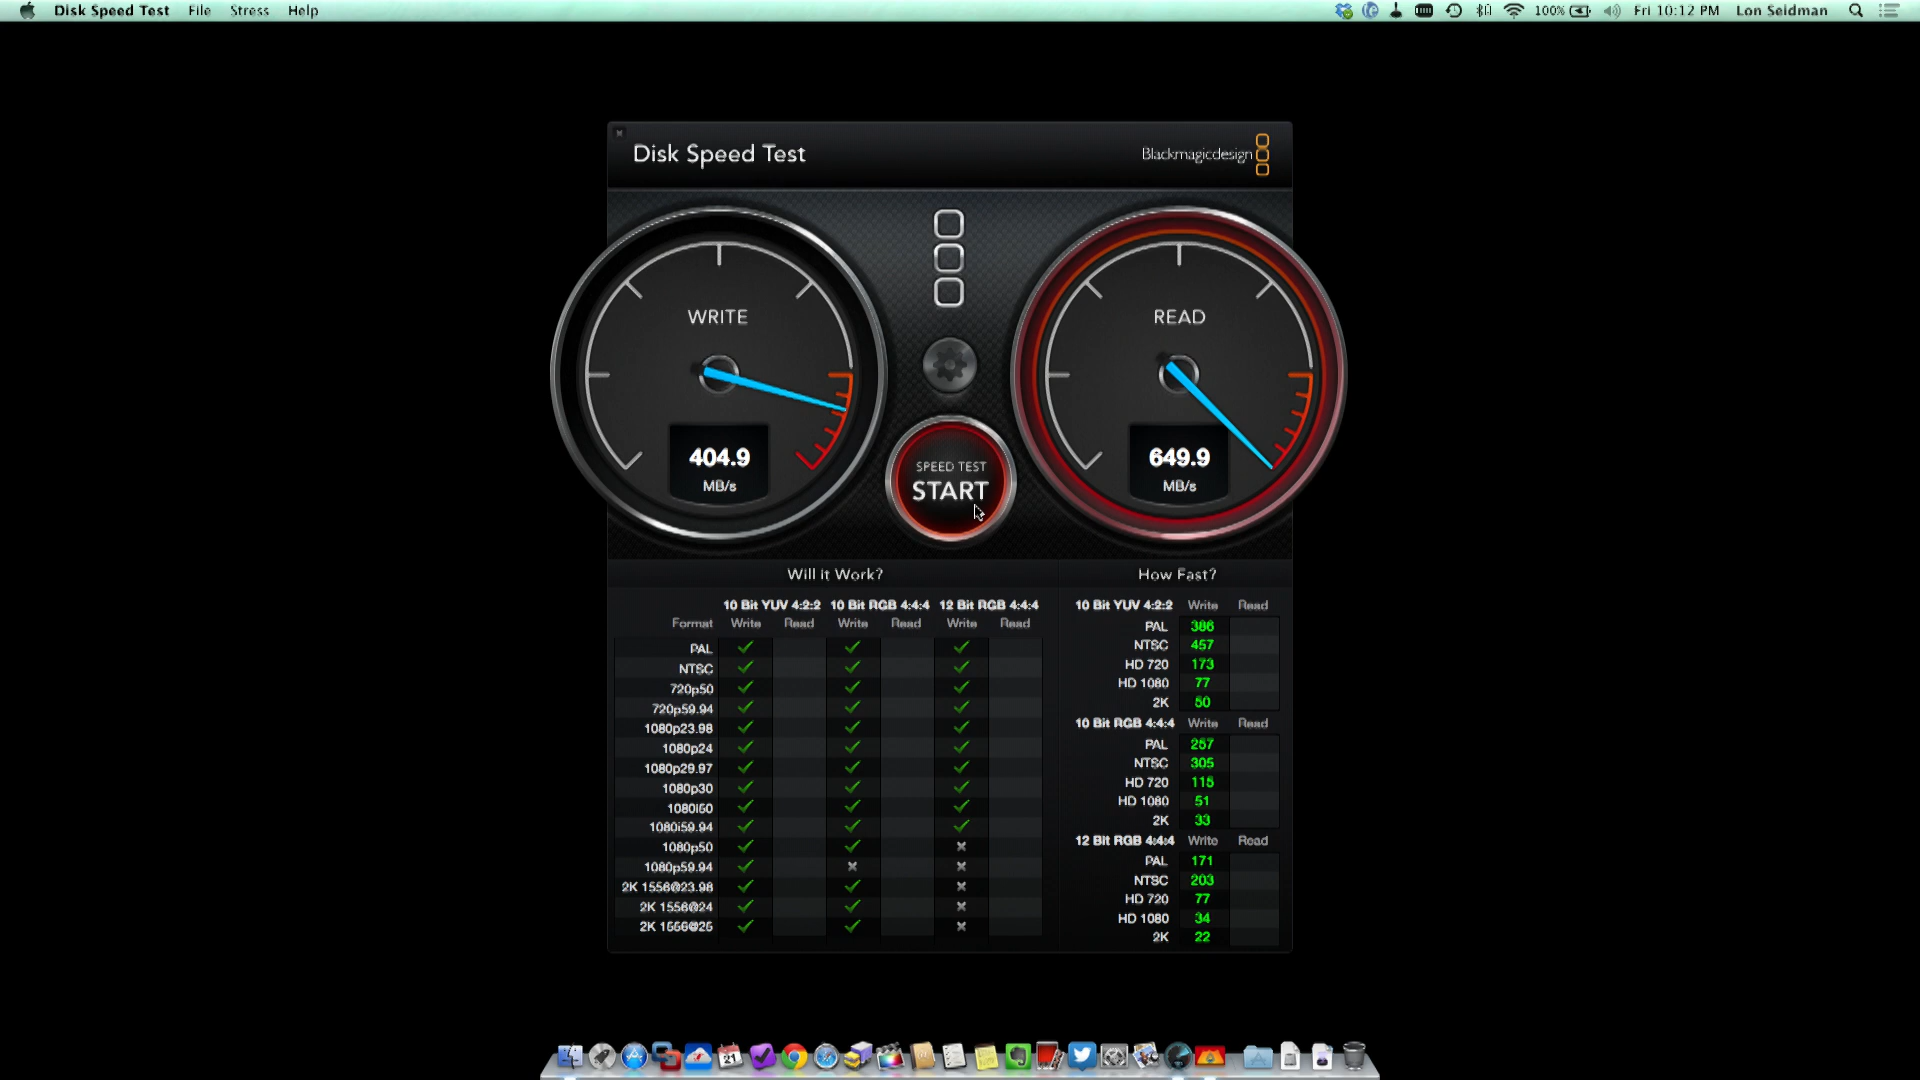 Disk Speed Test File Stress Help 100% Fri 10:12 PM Lon Seidman
Disk Speed Test Blackmagicdesign
WRITE READ
404.9 649.9
MB/s MB/s
SPEED TEST
START
Will it Work? How Fast?
10 Bit YUV 4:2:2 10 Bit RGB 4:4:4 12 Bit RGB 4:4:4
Format Write Read Write Read Write Read
PAL
NTSC
720p50
720p59.94
1080p23.98
1080p24
1080p29.97
1080p30
1080i50
1080i59.94
1080p50
1080p59.94
2K 1556@23.98
2K 1556@24
2K 1556@25
10 Bit YUV 4:2:2 Write Read
PAL 386
NTSC 457
HD 720 173
HD 1080 77
2K 50
10 Bit RGB 4:4:4 Write Read
PAL 257
NTSC 305
HD 720 115
HD 1080 51
2K 33
12 Bit RGB 4:4:4 Write Read
PAL 171
NTSC 203
HD 720 77
HD 1080 34
2K 22
21